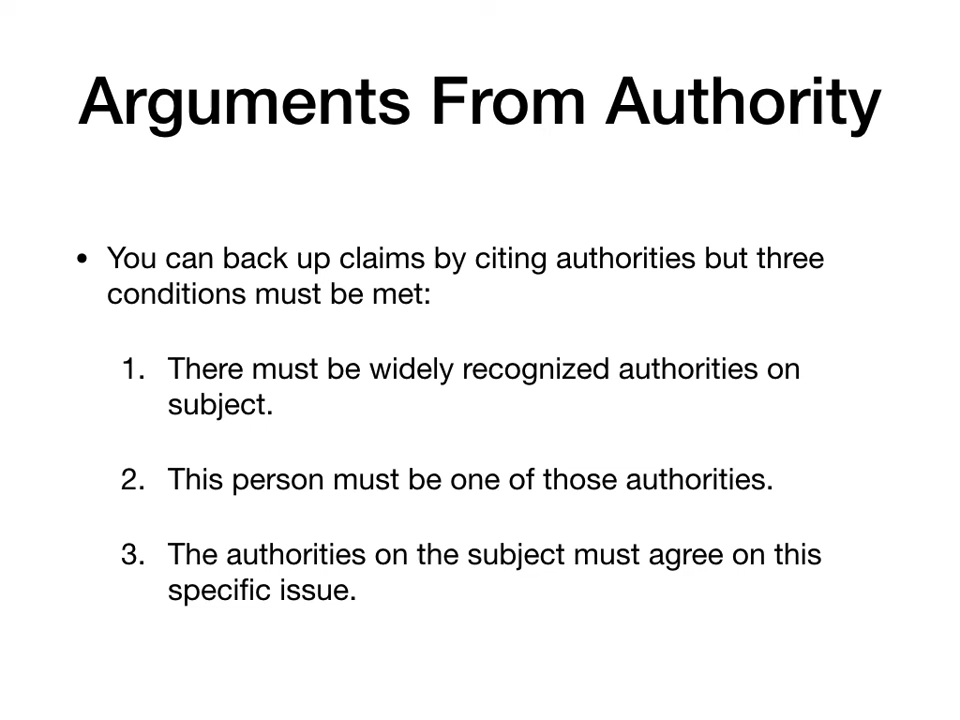 Arguments From Authority
• You can back up claims by citing authorities but three
conditions must be met:
1. There must be widely recognized authorities on
subject.
2. This person must be one of those authorities.
3. The authorities on the subject must agree on this
specific issue.